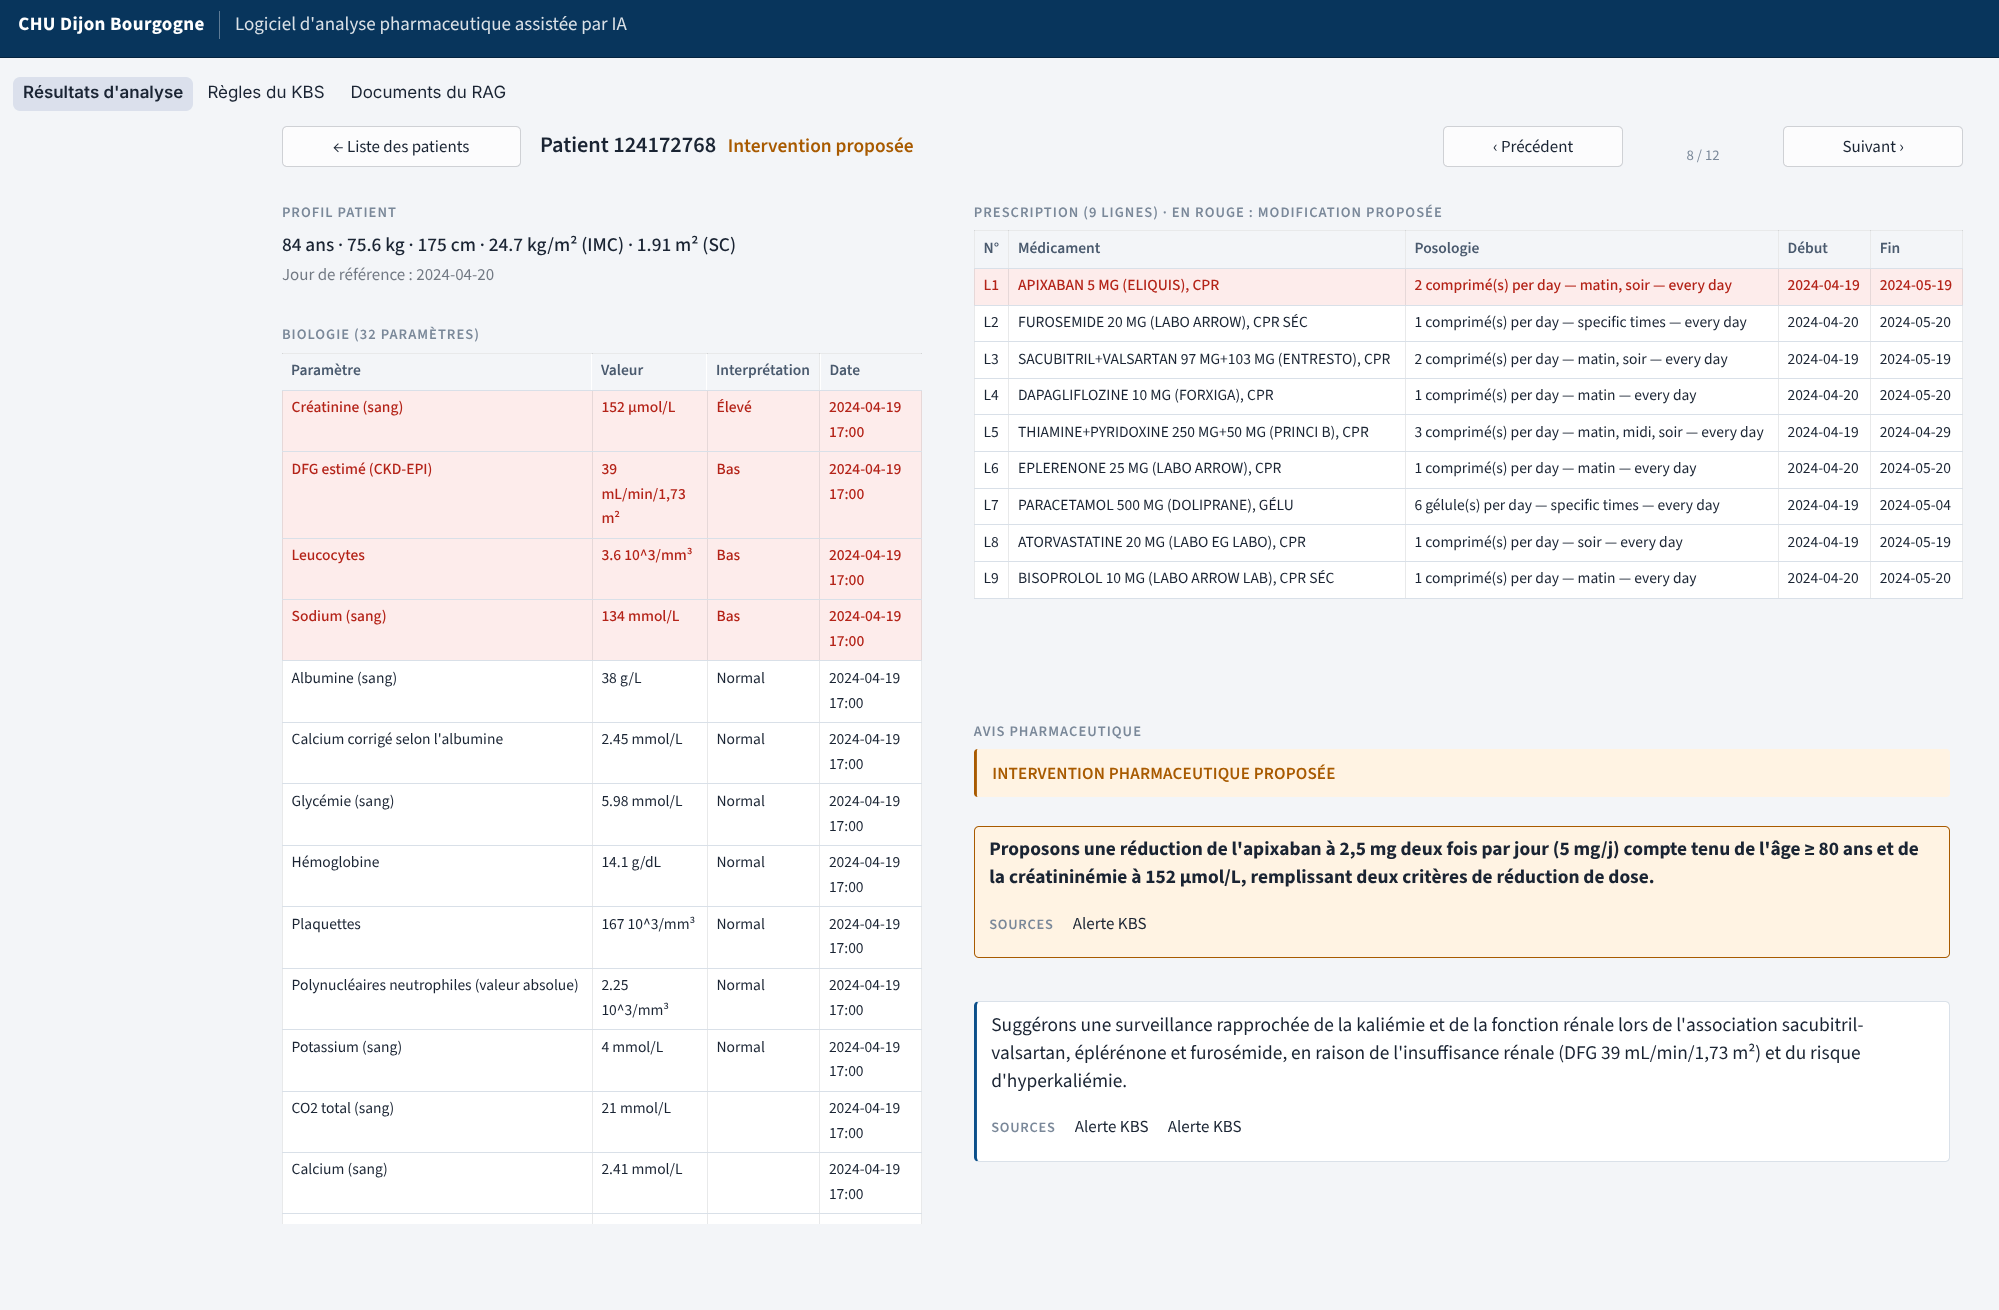 CHU Dijon Bourgogne Logiciel d'analyse pharmaceutique assistée par IA
Résultats d'analyse Règles du KBS Documents du RAG
← Liste des patients Patient 124172768 Intervention proposée ‹ Précédent 8 / 12 Suivant ›
PROFIL PATIENT
84 ans · 75.6 kg · 175 cm · 24.7 kg/m² (IMC) · 1.91 m² (SC)
Jour de référence : 2024-04-20
BIOLOGIE (32 PARAMÈTRES)
Paramètre Valeur Interprétation Date
Créatinine (sang) 152 µmol/L Élevé 2024-04-19
17:00
DFG estimé (CKD-EPI) 39 Bas 2024-04-19
mL/min/1,73 17:00
m²
Leucocytes 3.6 10^3/mm³ Bas 2024-04-19
17:00
Sodium (sang) 134 mmol/L Bas 2024-04-19
17:00
Albumine (sang) 38 g/L Normal 2024-04-19
17:00
Calcium corrigé selon l'albumine 2.45 mmol/L Normal 2024-04-19
17:00
Glycémie (sang) 5.98 mmol/L Normal 2024-04-19
17:00
Hémoglobine 14.1 g/dL Normal 2024-04-19
17:00
Plaquettes 167 10^3/mm³ Normal 2024-04-19
17:00
Polynucléaires neutrophiles (valeur absolue) 2.25 Normal 2024-04-19
10^3/mm³ 17:00
Potassium (sang) 4 mmol/L Normal 2024-04-19
17:00
CO2 total (sang) 21 mmol/L 2024-04-19
17:00
Calcium (sang) 2.41 mmol/L 2024-04-19
17:00
PRESCRIPTION (9 LIGNES) · EN ROUGE : MODIFICATION PROPOSÉE
N° Médicament Posologie Début Fin
L1 APIXABAN 5 MG (ELIQUIS), CPR 2 comprimé(s) per day — matin, soir — every day 2024-04-19 2024-05-19
L2 FUROSEMIDE 20 MG (LABO ARROW), CPR SÉC 1 comprimé(s) per day — specific times — every day 2024-04-20 2024-05-20
L3 SACUBITRIL+VALSARTAN 97 MG+103 MG (ENTRESTO), CPR 2 comprimé(s) per day — matin, soir — every day 2024-04-19 2024-05-19
L4 DAPAGLIFLOZINE 10 MG (FORXIGA), CPR 1 comprimé(s) per day — matin — every day 2024-04-20 2024-05-20
L5 THIAMINE+PYRIDOXINE 250 MG+50 MG (PRINCI B), CPR 3 comprimé(s) per day — matin, midi, soir — every day 2024-04-19 2024-04-29
L6 EPLERENONE 25 MG (LABO ARROW), CPR 1 comprimé(s) per day — matin — every day 2024-04-20 2024-05-20
L7 PARACETAMOL 500 MG (DOLIPRANE), GÉLU 6 gélule(s) per day — specific times — every day 2024-04-19 2024-05-04
L8 ATORVASTATINE 20 MG (LABO EG LABO), CPR 1 comprimé(s) per day — soir — every day 2024-04-19 2024-05-19
L9 BISOPROLOL 10 MG (LABO ARROW LAB), CPR SÉC 1 comprimé(s) per day — matin — every day 2024-04-20 2024-05-20
AVIS PHARMACEUTIQUE
INTERVENTION PHARMACEUTIQUE PROPOSÉE
Proposons une réduction de l'apixaban à 2,5 mg deux fois par jour (5 mg/j) compte tenu de l'âge ≥ 80 ans et de
la créatininémie à 152 µmol/L, remplissant deux critères de réduction de dose.
SOURCES Alerte KBS
Suggérons une surveillance rapprochée de la kaliémie et de la fonction rénale lors de l'association sacubitril-
valsartan, éplérénone et furosémide, en raison de l'insuffisance rénale (DFG 39 mL/min/1,73 m²) et du risque
d'hyperkaliémie.
SOURCES Alerte KBS Alerte KBS